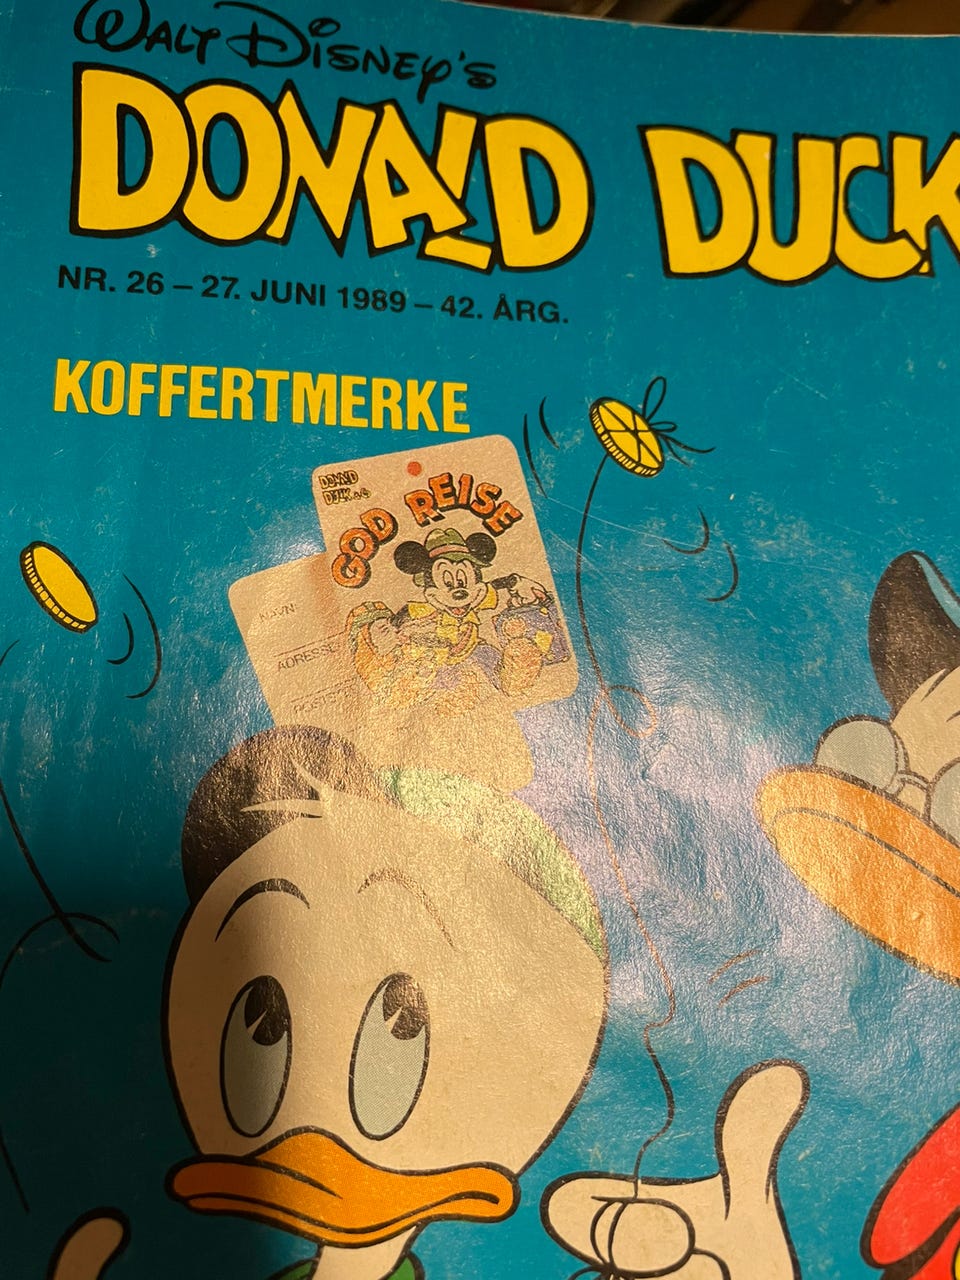 WALT DISNEY'S
DONALD DUCK
NR. 26 – 27. JUNI 1989 – 42. ÅRG.
KOFFERTMERKE
DONALD
DUCK & Co
GOD REISE
NAVN:
ADRESSE: